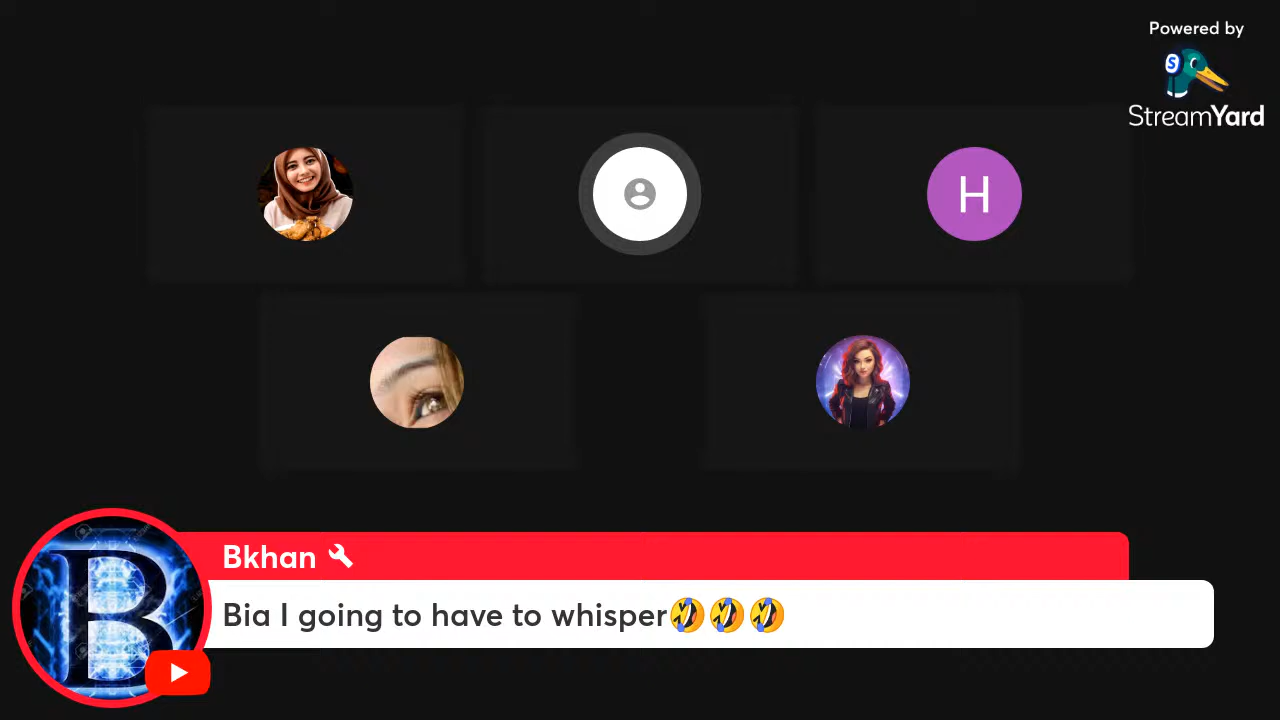 Powered by
StreamYard
H
Bkhan
Bia I going to have to whisper🤣🤣🤣